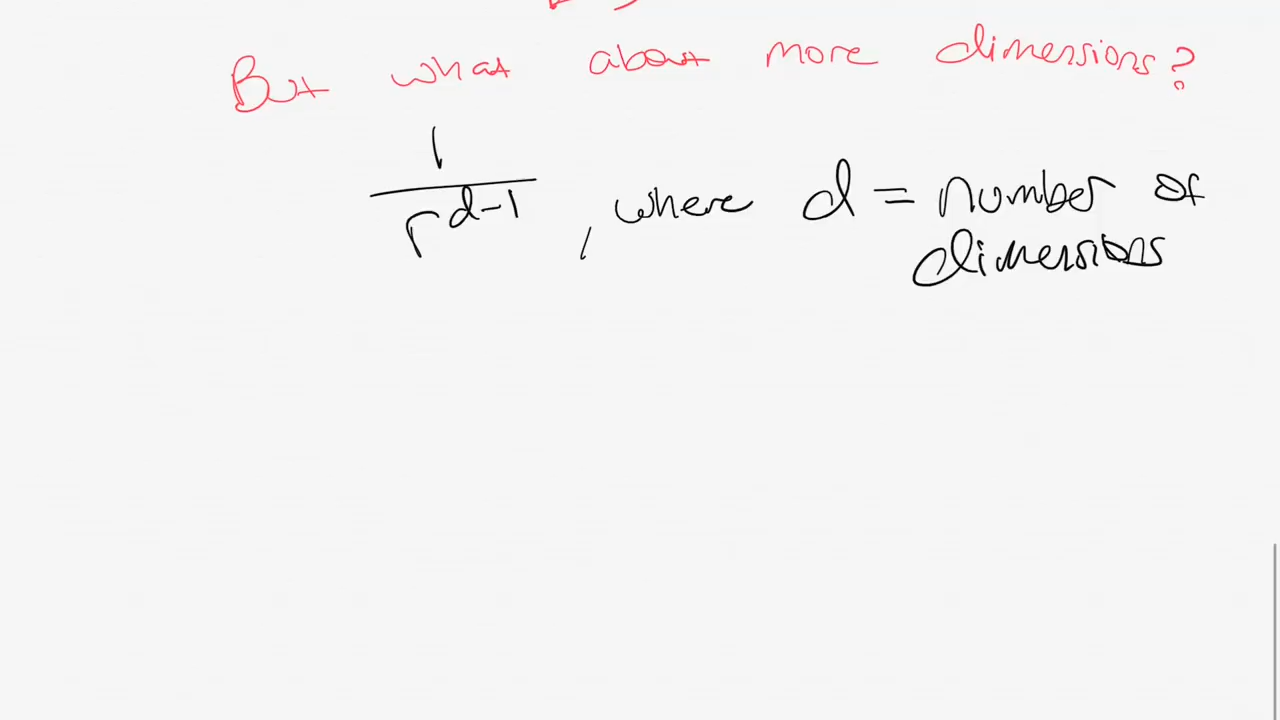 But what about more dimensions?
1
r^{d-1} , where d = number of
dimensions